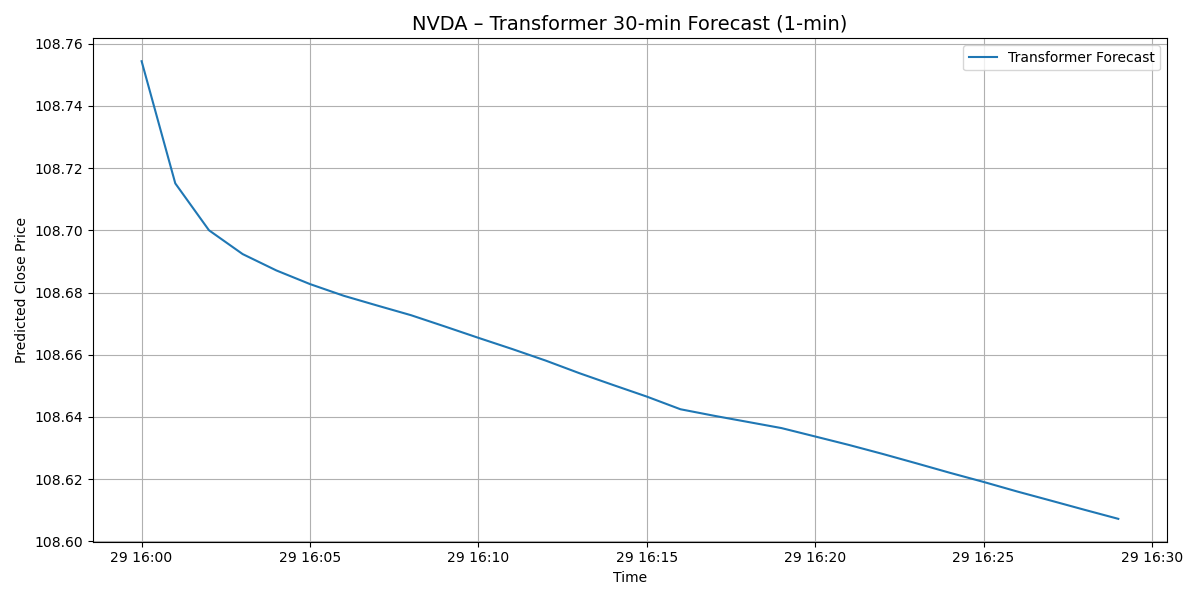 NVDA – Transformer 30-min Forecast (1-min)
Transformer Forecast
Predicted Close Price
108.76
108.74
108.72
108.70
108.68
108.66
108.64
108.62
108.60
29 16:00 29 16:05 29 16:10 29 16:15 29 16:20 29 16:25 29 16:30
Time